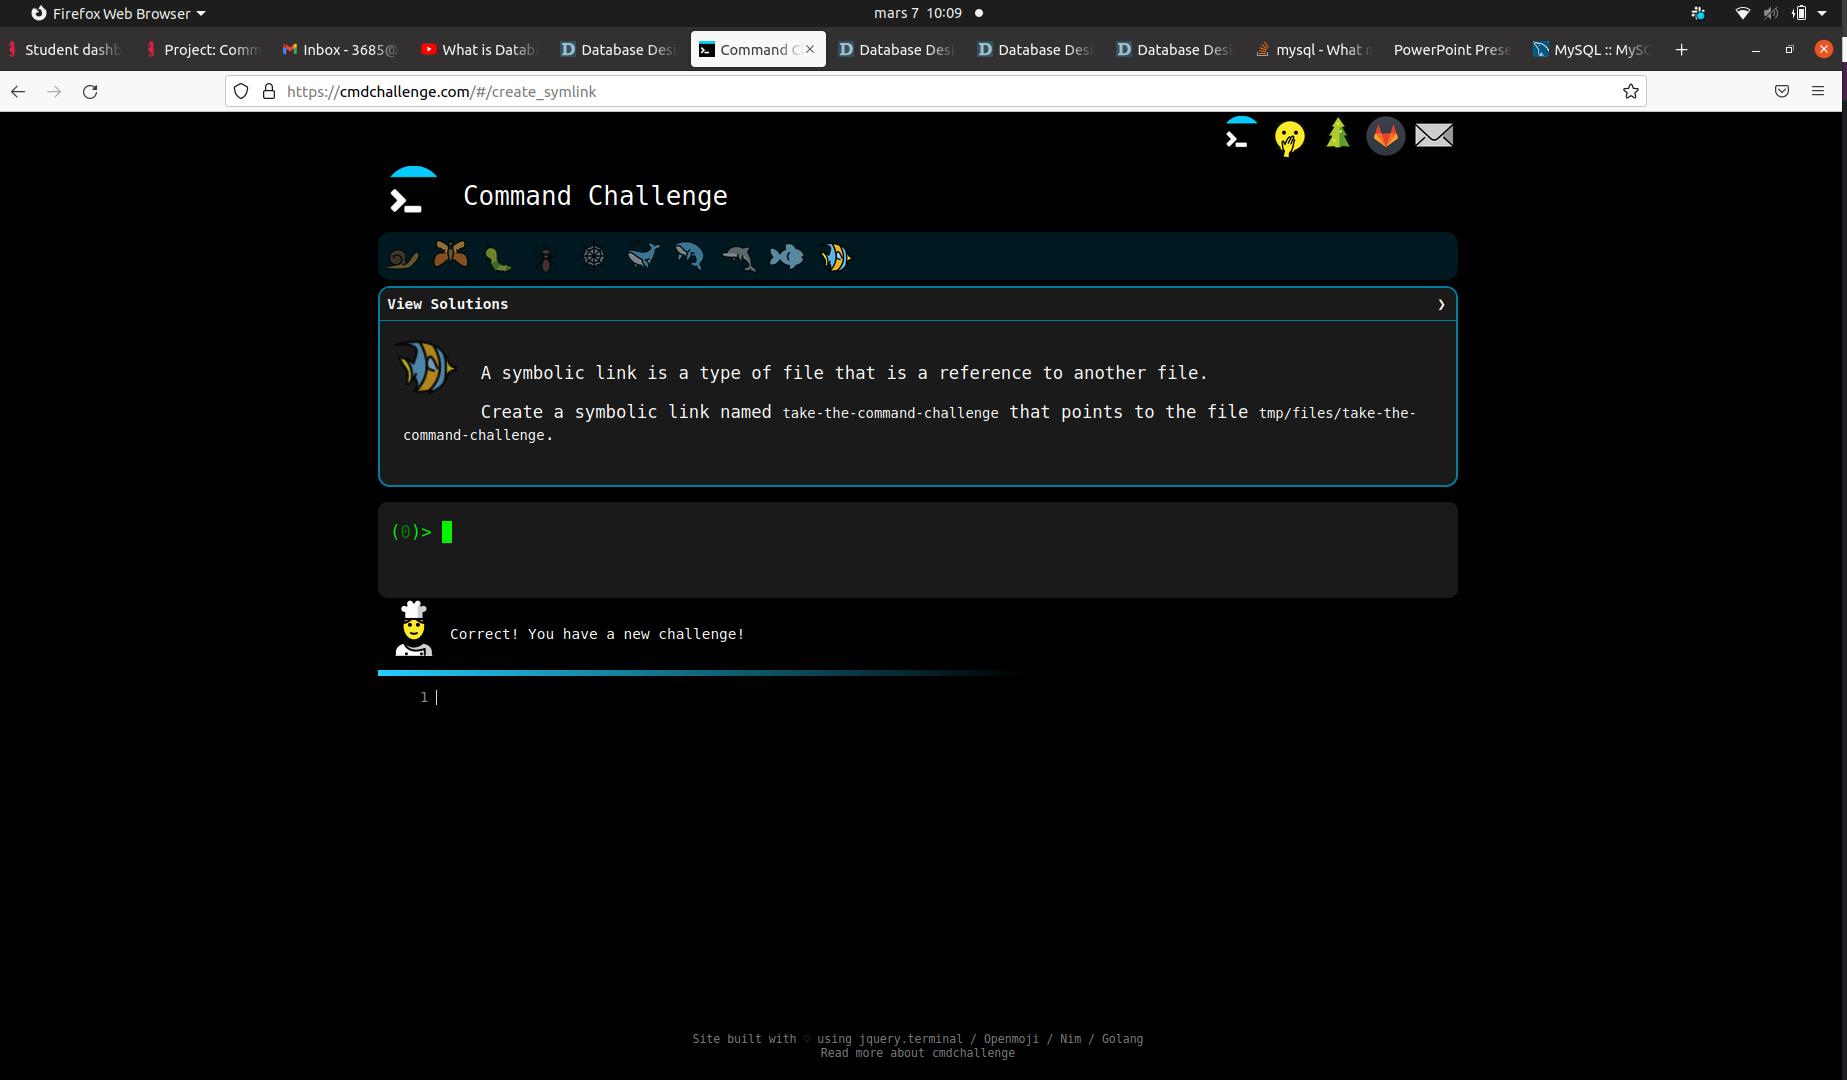 Firefox Web Browser
mars 7 10:09
Student dashb
Project: Comm
Inbox - 3685@
What is Datab
Database Desi
Command C
Database Desi
Database Desi
Database Desi
mysql - What
PowerPoint Prese
MySQL :: MyS
https://cmdchallenge.com/#/create_symlink
Command Challenge
View Solutions
A symbolic link is a type of file that is a reference to another file.
Create a symbolic link named take-the-command-challenge that points to the file tmp/files/take-the-
command-challenge.
(0)>
Correct! You have a new challenge!
1
Site built with ♡ using jquery.terminal / Openmoji / Nim / Golang
Read more about cmdchallenge